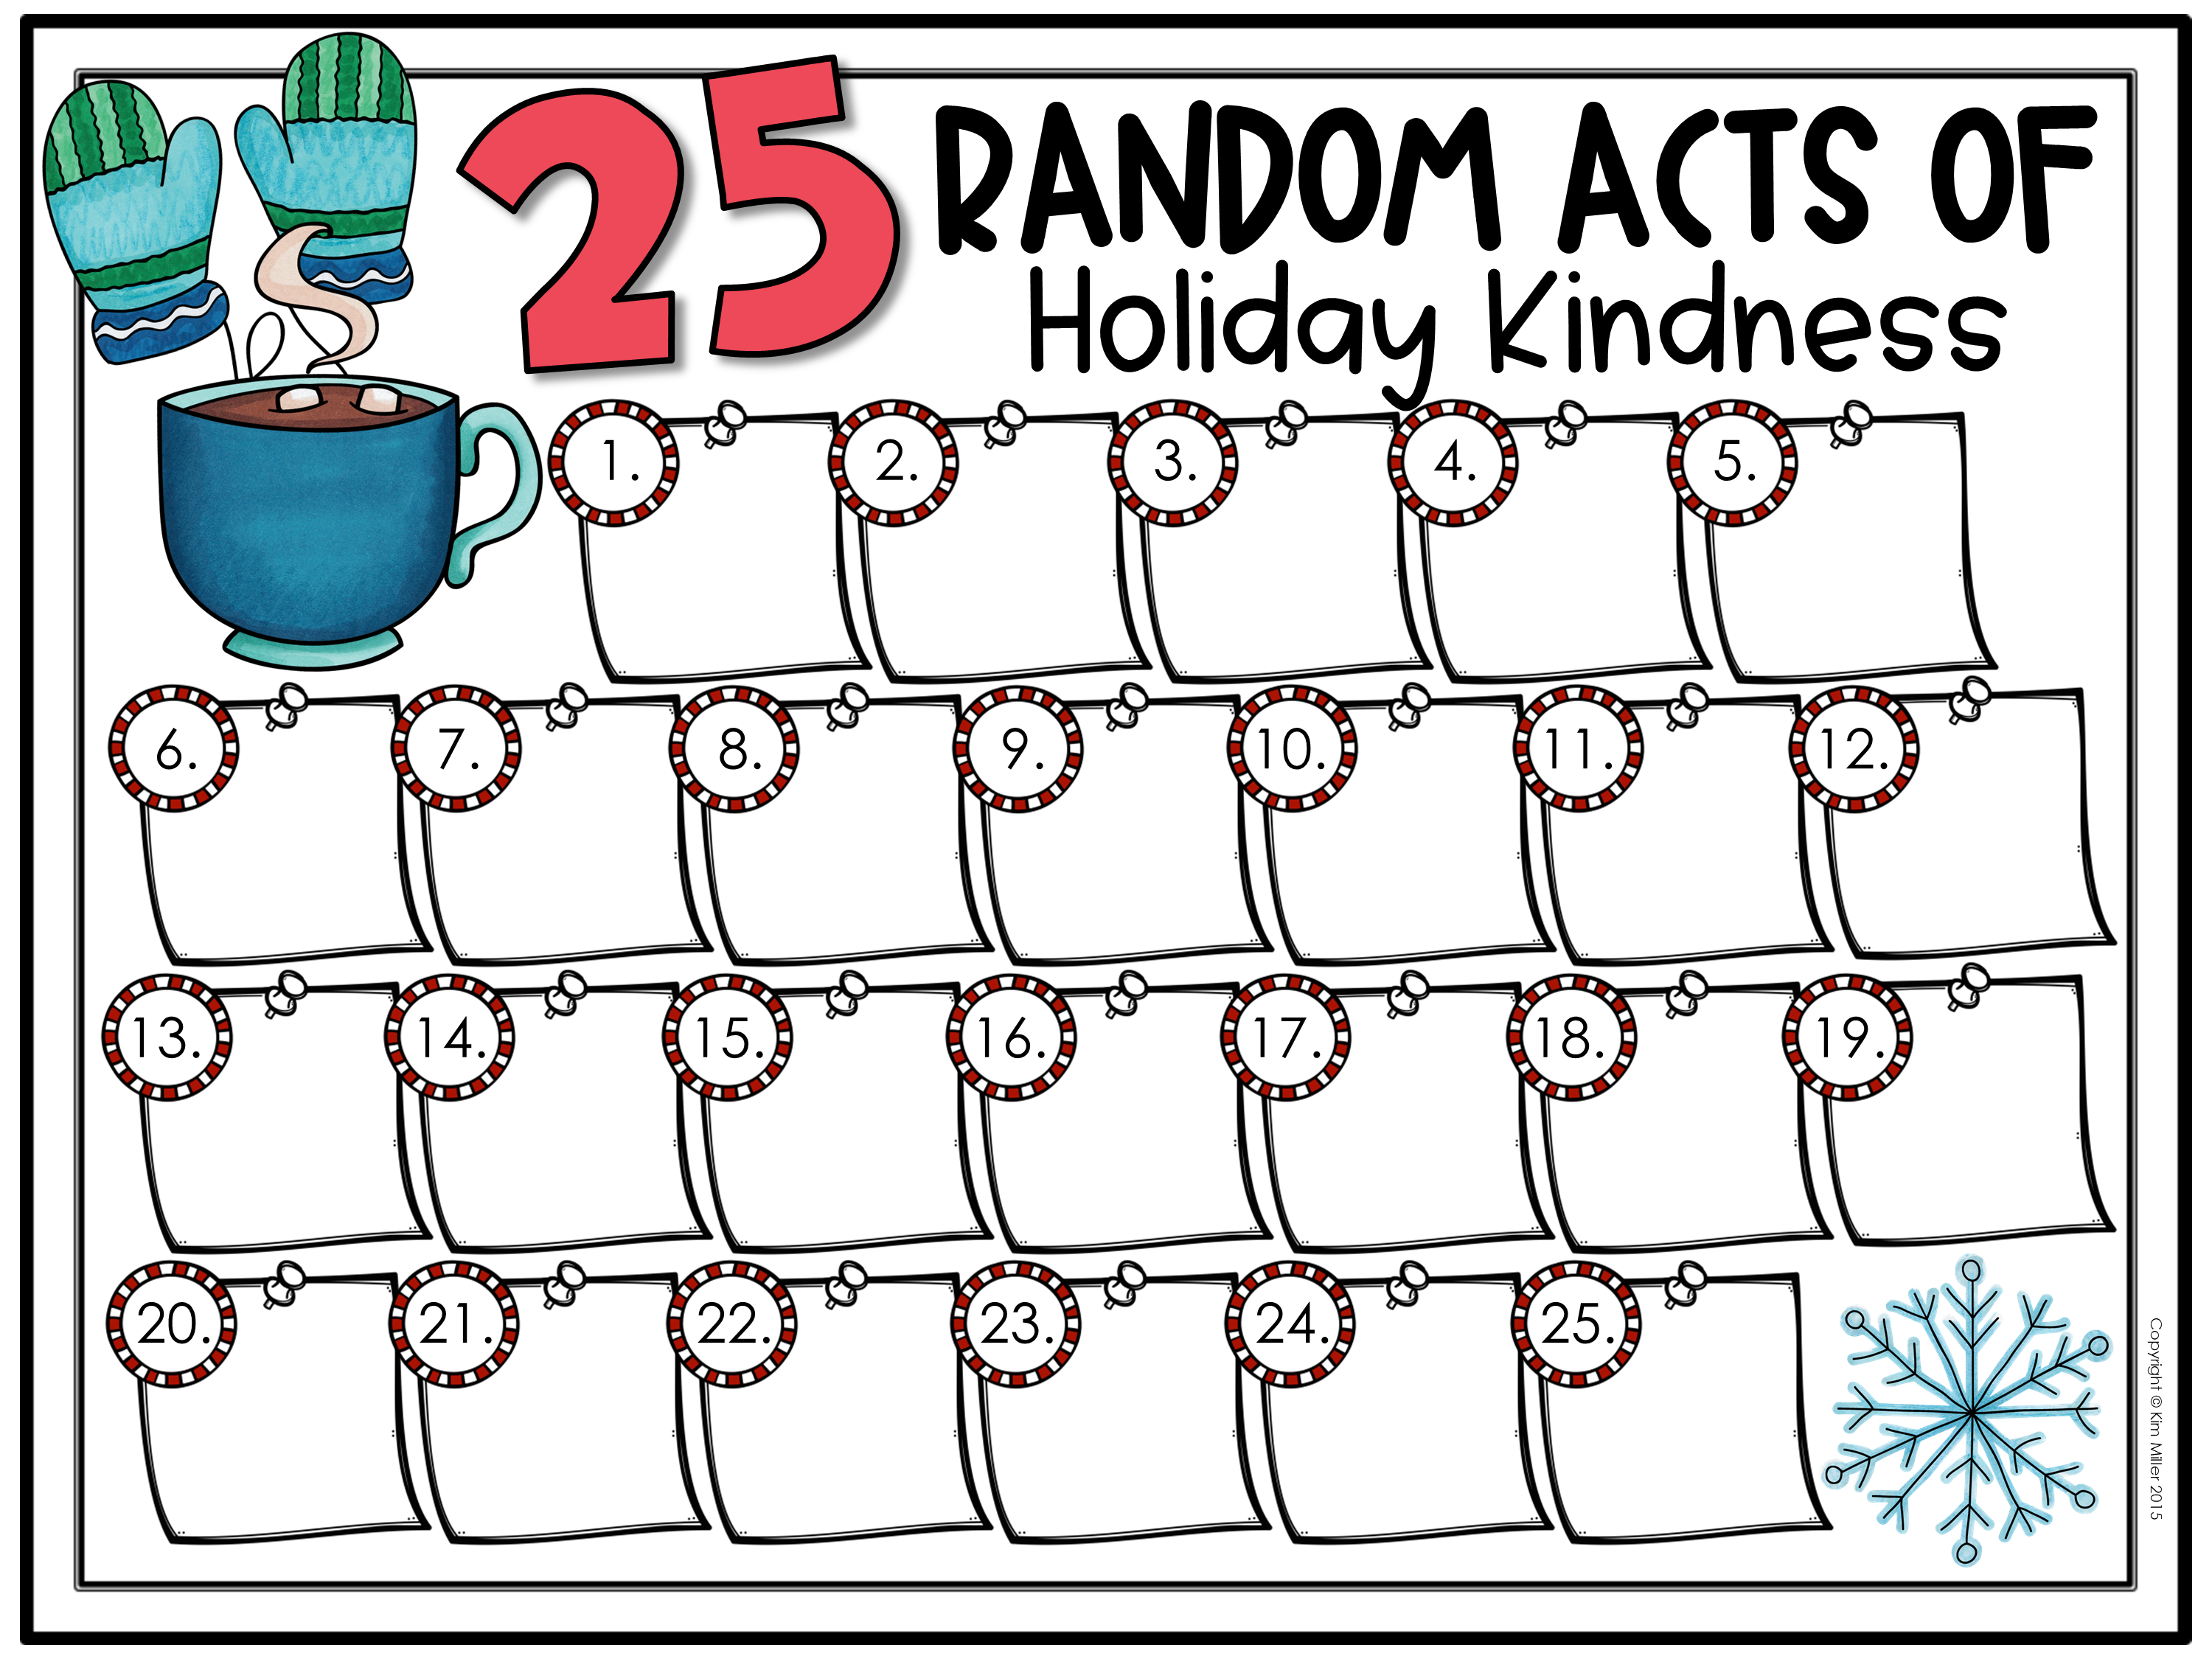 25 RANDOM ACTS OF
Holiday Kindness
1. 2. 3. 4. 5.
6. 7. 8. 9. 10. 11. 12.
13. 14. 15. 16. 17. 18. 19.
20. 21. 22. 23. 24. 25.
Copyright © Kim Miller 2015